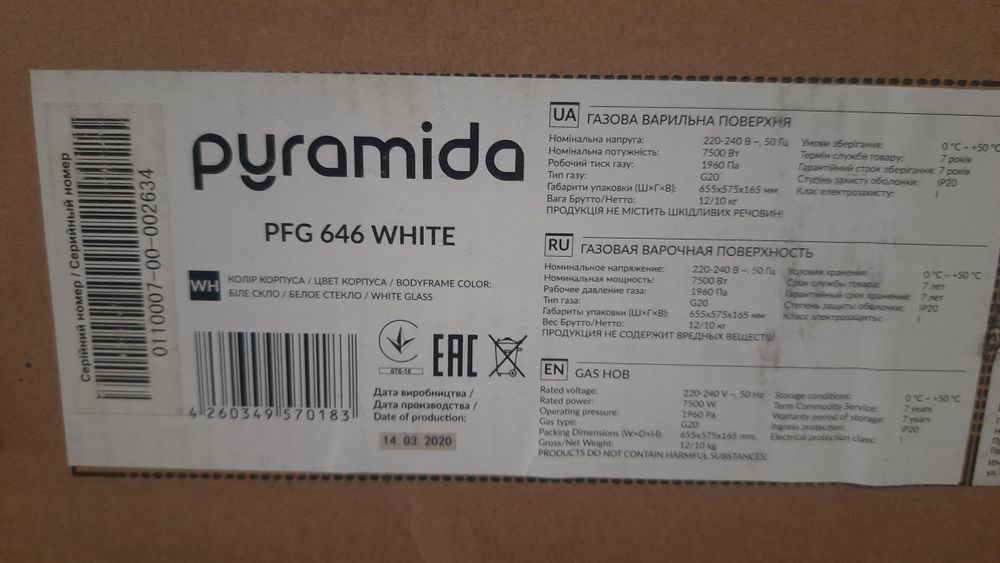 Серійний номер / Серийный номер
0110007-00-00-002634
pyramida
PFG 646 WHITE
WH
КОЛІР КОРПУСА / ЦВЕТ КОРПУСА / BODYFRAME COLOR:
БІЛЕ СКЛО / БЕЛОЕ СТЕКЛО / WHITE GLASS
4 260349 570183
076-16
EAC
Дата виробництва /
Дата производства /
Date of production:
14. 03. 2020
UA ГАЗОВА ВАРИЛЬНА ПОВЕРХНЯ
Номінальна напруга: 220-240 В ~, 50 Гц
Номінальна потужність: 7500 Вт
Робочий тиск газу: 1960 Па
Тип газу: G20
Габарити упаковки (Ш×Г×В): 655x575x165 мм
Вага Брутто/Нетто: 12/10 кг
ПРОДУКЦІЯ НЕ МІСТИТЬ ШКІДЛИВИХ РЕЧОВИН!
Умови зберігання: 0 °C ~ +50 °C
Термін служби товару: 7 років
Гарантійний строк зберігання: 7 років
Ступінь захисту оболонки: IP20
Клас електрозахисту: I
RU ГАЗОВАЯ ВАРОЧНАЯ ПОВЕРХНОСТЬ
Номинальное напряжение: 220-240 В ~, 50 Гц
Номинальная мощность: 7500 Вт
Рабочее давление газа: 1960 Па
Тип газа: G20
Габариты упаковки (Ш×Г×В): 655x575x165 мм
Вес Брутто/Нетто: 12/10 кг
ПРОДУКЦИЯ НЕ СОДЕРЖИТ ВРЕДНЫХ ВЕЩЕСТВ!
Условия хранения: 0 °C ~ +50 °C
Срок службы товара: 7 лет
Гарантийный срок хранения: 7 лет
Степень защиты оболочки: IP20
Класс электрозащиты: I
EN GAS HOB
Rated voltage: 220-240 V ~, 50 Hz
Rated power: 7500 W
Operating pressure: 1960 Pa
Gas type: G20
Packing Dimensions (W×D×H): 655x575x165 mm
Gross/Net Weight: 12/10 kg
PRODUCTS DO NOT CONTAIN HARMFUL SUBSTANCES!
Storage conditions: 0 °C ~ +50 °C
Term Commodity Service: 7 years
Warranty period of storage: 7 years
Ingress protection: IP20
Electrical protection class: I